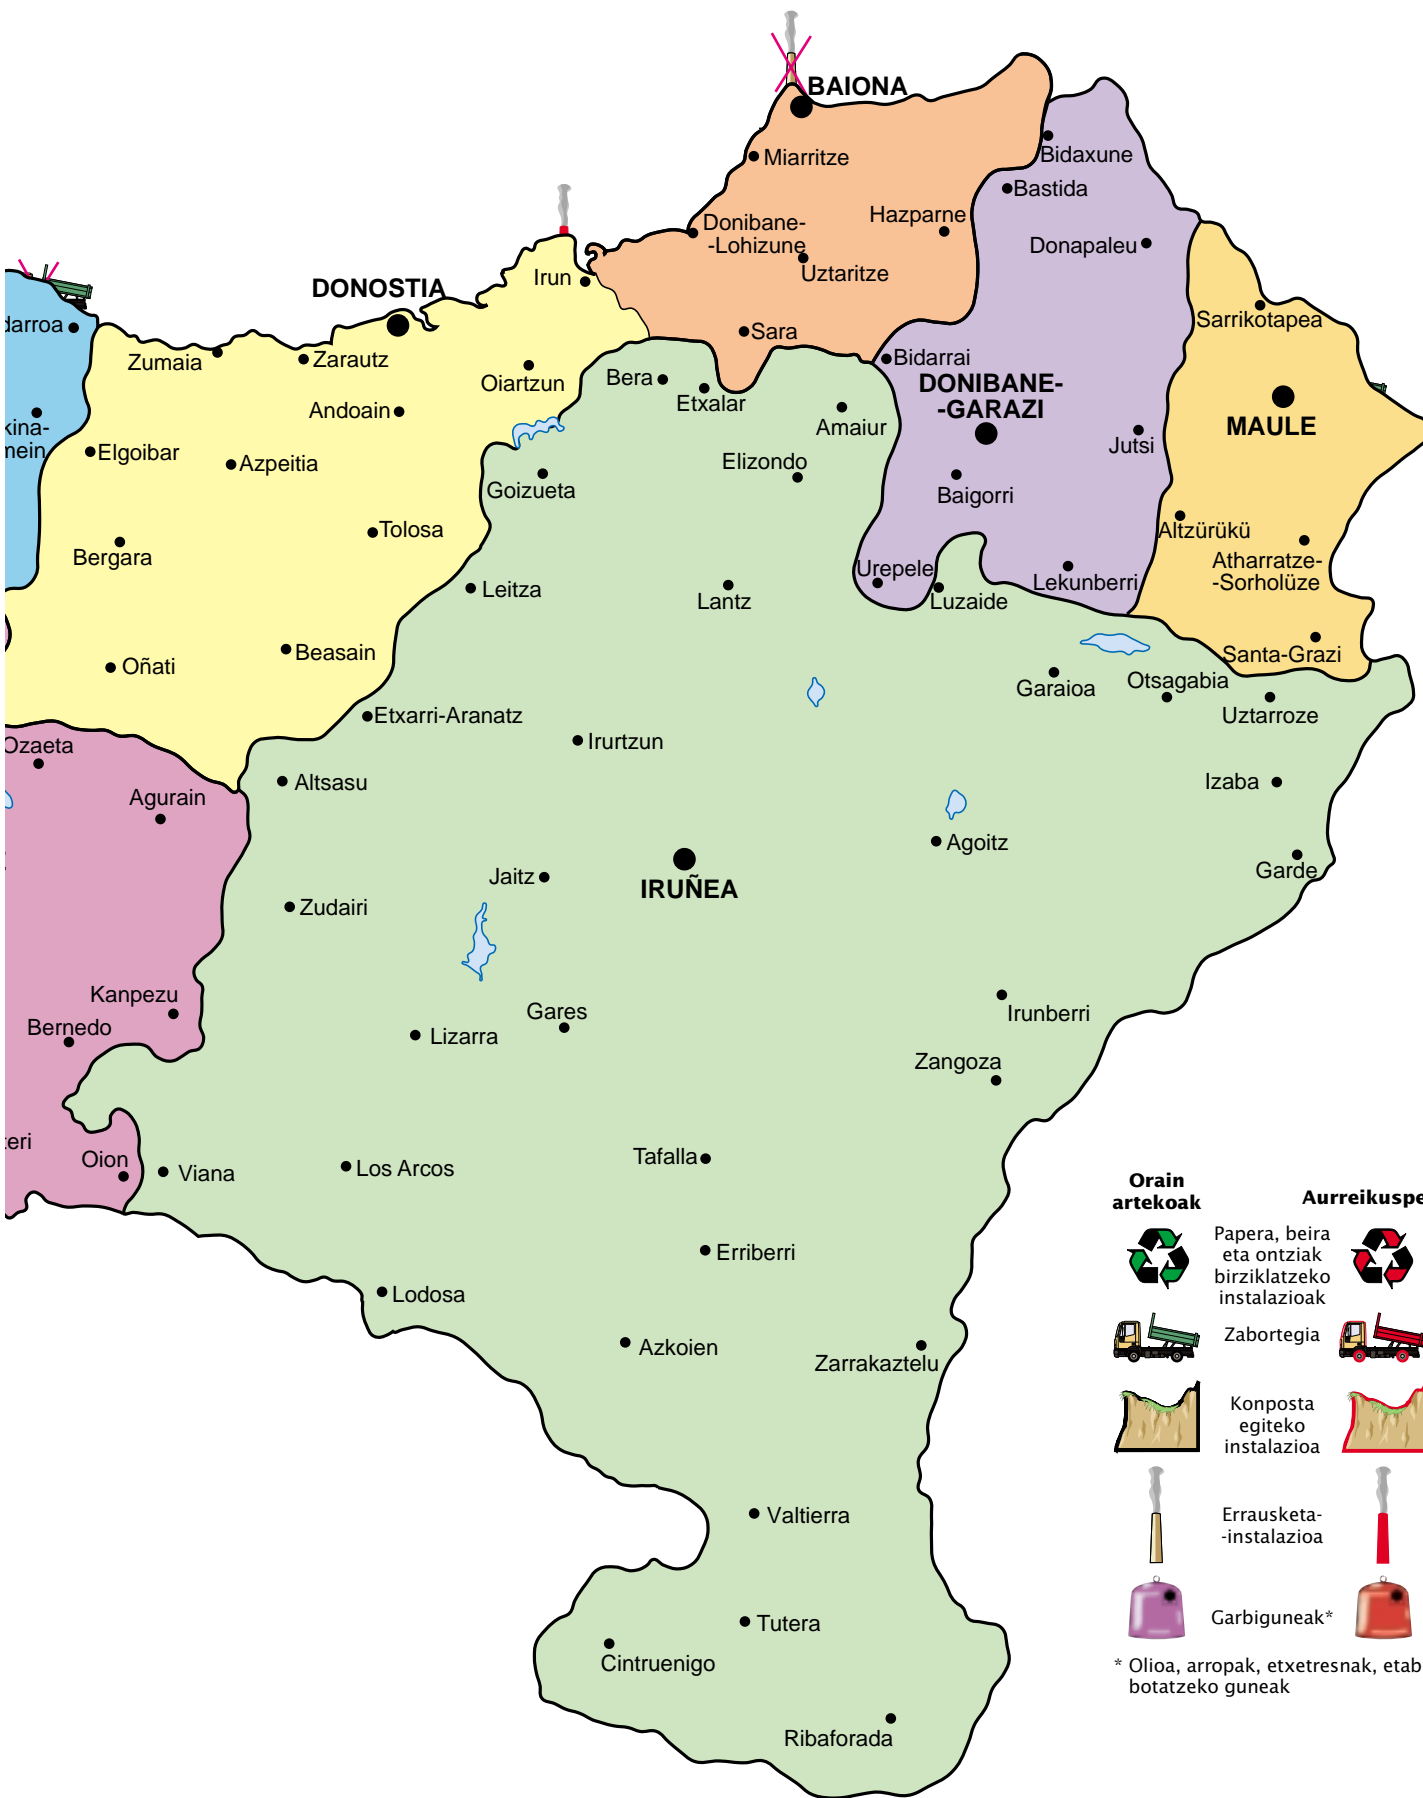 BAIONA
Miarritze
Bidaxune
Bastida
Donibane-
-Lohizune
Hazparne
Uztaritze
Donapaleu
Irun
DONOSTIA
Sarrikotapea
Sara
Zumaia
Zarautz
Oiartzun
Bera
Etxalar
Bidarrai
DONIBANE-
-GARAZI
Andoain
Amaiur
MAULE
Jutsi
Elgoibar
Azpeitia
Goizueta
Elizondo
Baigorri
Tolosa
Bergara
Altzürükü
Atharratze-
-Sorholüze
Urepele
Lekunberri
Leitza
Lantz
Luzaide
Oñati
Beasain
Santa-Grazi
Garaioa
Otsagabia
Uztarroze
Etxarri-Aranatz
Ozaeta
Irurtzun
Altsasu
Izaba
Agurain
Agoitz
Garde
Jaitz
IRUÑEA
Zudairi
Kanpezu
Gares
Irunberri
Bernedo
Lizarra
Zangoza
Oion
Viana
Los Arcos
Tafalla
Erriberri
Lodosa
Azkoien
Zarrakaztelu
Valtierra
Tutera
Cintruenigo
Ribaforada
Orain
artekoak
Papera, beira
eta ontziak
birziklatzeko
instalazioak
Zabortegia
Konposta
egiteko
instalazioa
Errausketa-
-instalazioa
Garbiguneak*
* Olioa, arropak, etxetresnak, etab
botatzeko guneak